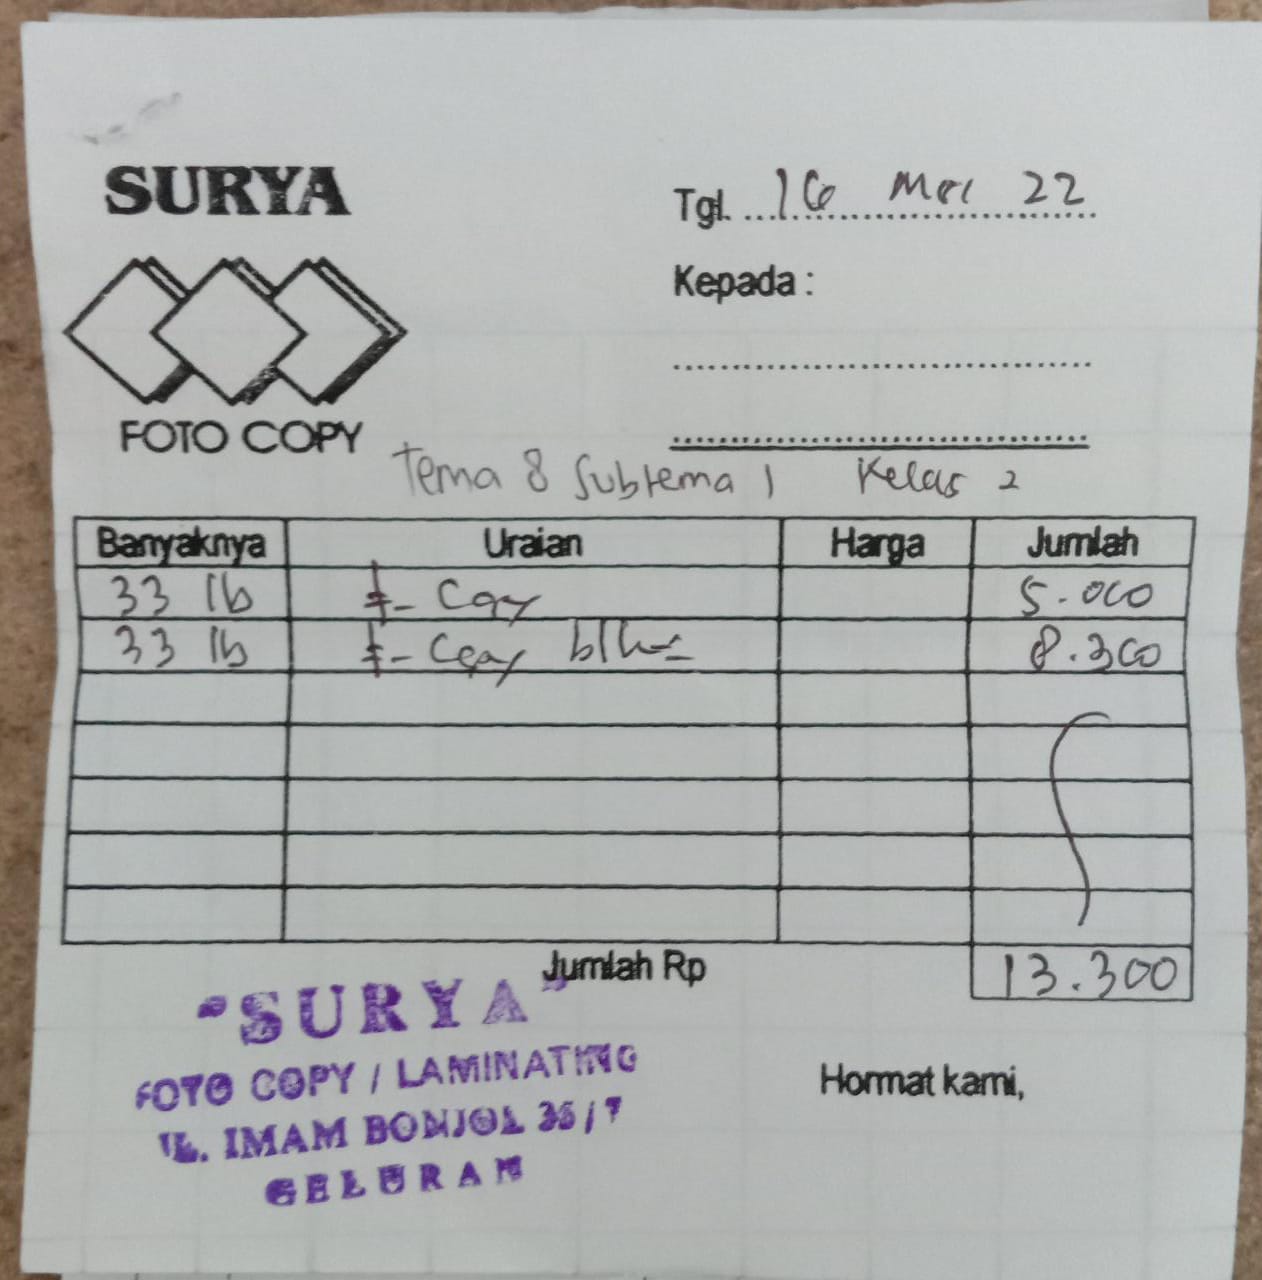 SURYA
FOTO COPY
Tgl. 16 Mei 22
Kepada :
Tema 8 Subtema 1 Kelas 2
Banyaknya Uraian Harga Jumlah
33 lb F- Copy 5.000
33 lb F- Copy 8.300
Jumlah Rp 13.300
"SURYA"
FOTO COPY / LAMINATING
JL. IMAM BONJOL 36/7
GELURAN
Hormat kami,